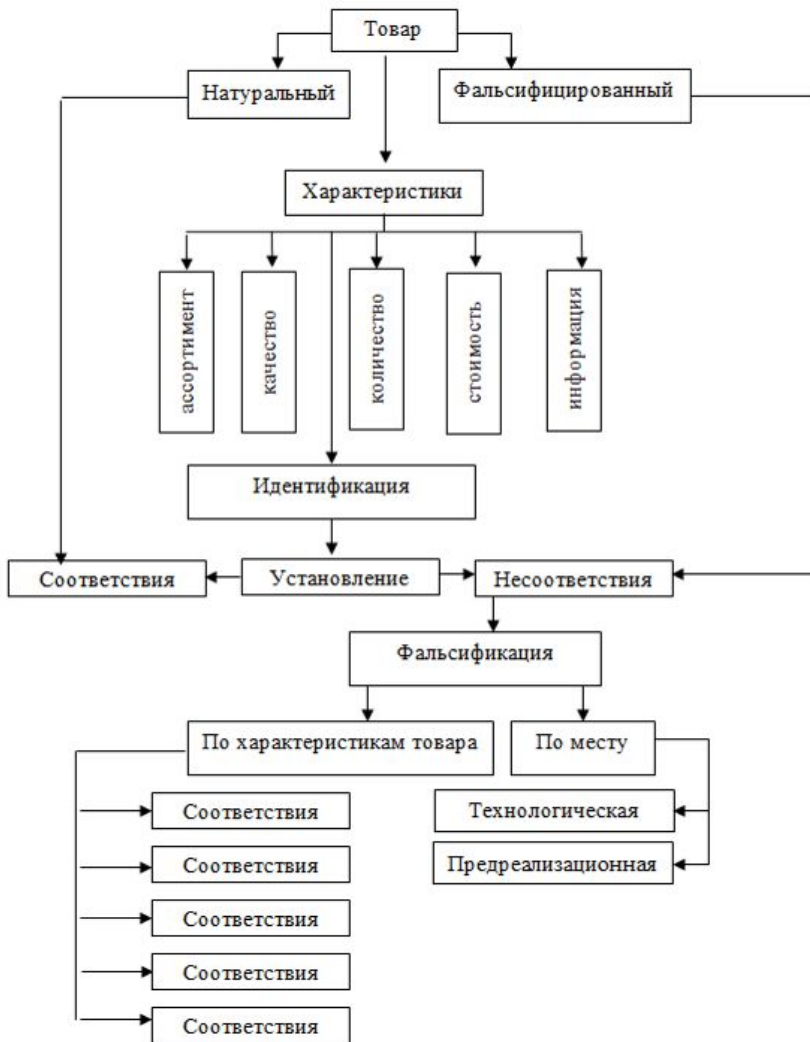 Товар
Натуральный
Фальсифицированный
Характеристики
ассортимент
качество
количество
стоимость
информация
Идентификация
Соответствия
Установление
Несоответствия
Фальсификация
По характеристикам товара
По месту
Соответствия
Технологическая
Соответствия
Предреализационная
Соответствия
Соответствия
Соответствия